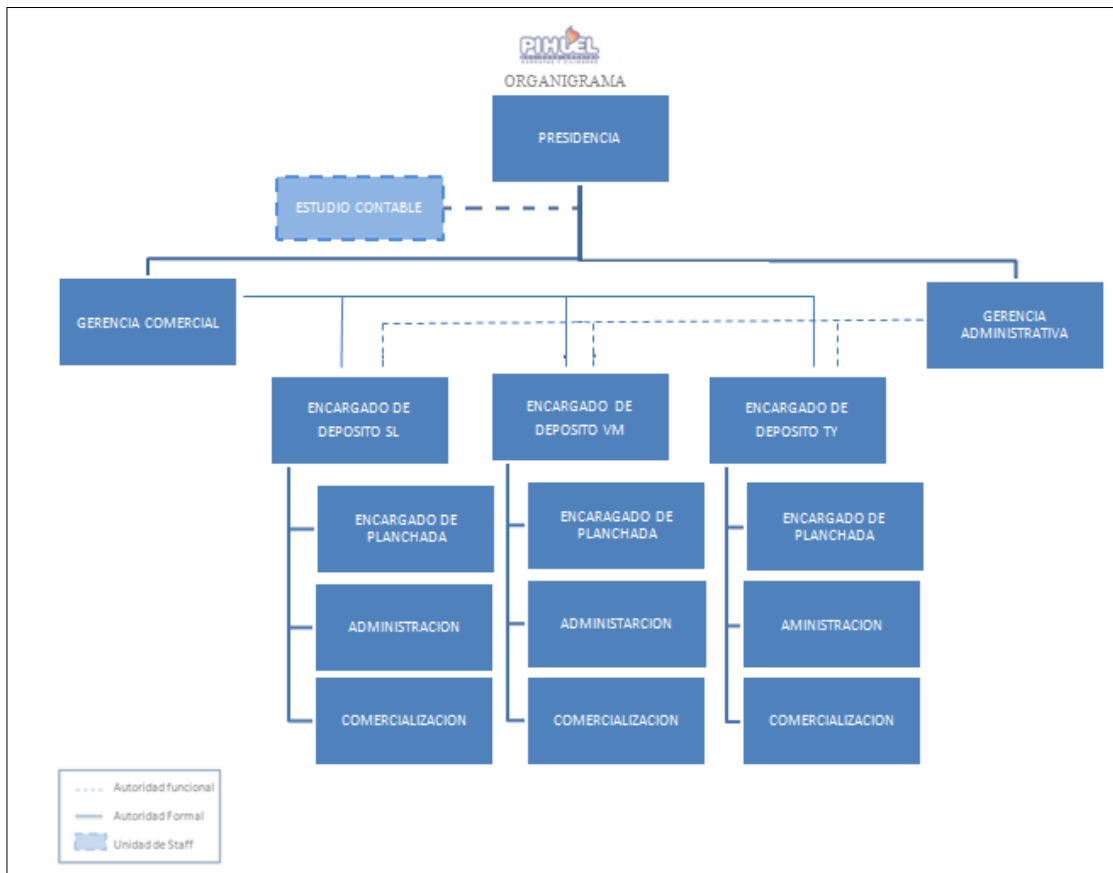 PIHUEL
ORGANIGRAMA
PRESIDENCIA
ESTUDIO CONTABLE
GERENCIA COMERCIAL
GERENCIA
ADMINISTRATIVA
ENCARGADO DE
DEPOSITO SL
ENCARGADO DE
DEPOSITO VM
ENCARGADO DE
DEPOSITO TY
ENCARGADO DE
PLANCHADA
ENCARAGADO DE
PLANCHADA
ENCARGADO DE
PLANCHADA
ADMINISTRACION
ADMINISTARCION
AMINISTRACION
COMERCIALIZACION
COMERCIALIZACION
COMERCIALIZACION
Autoridad funcional
Autoridad Formal
Unidad de Staff